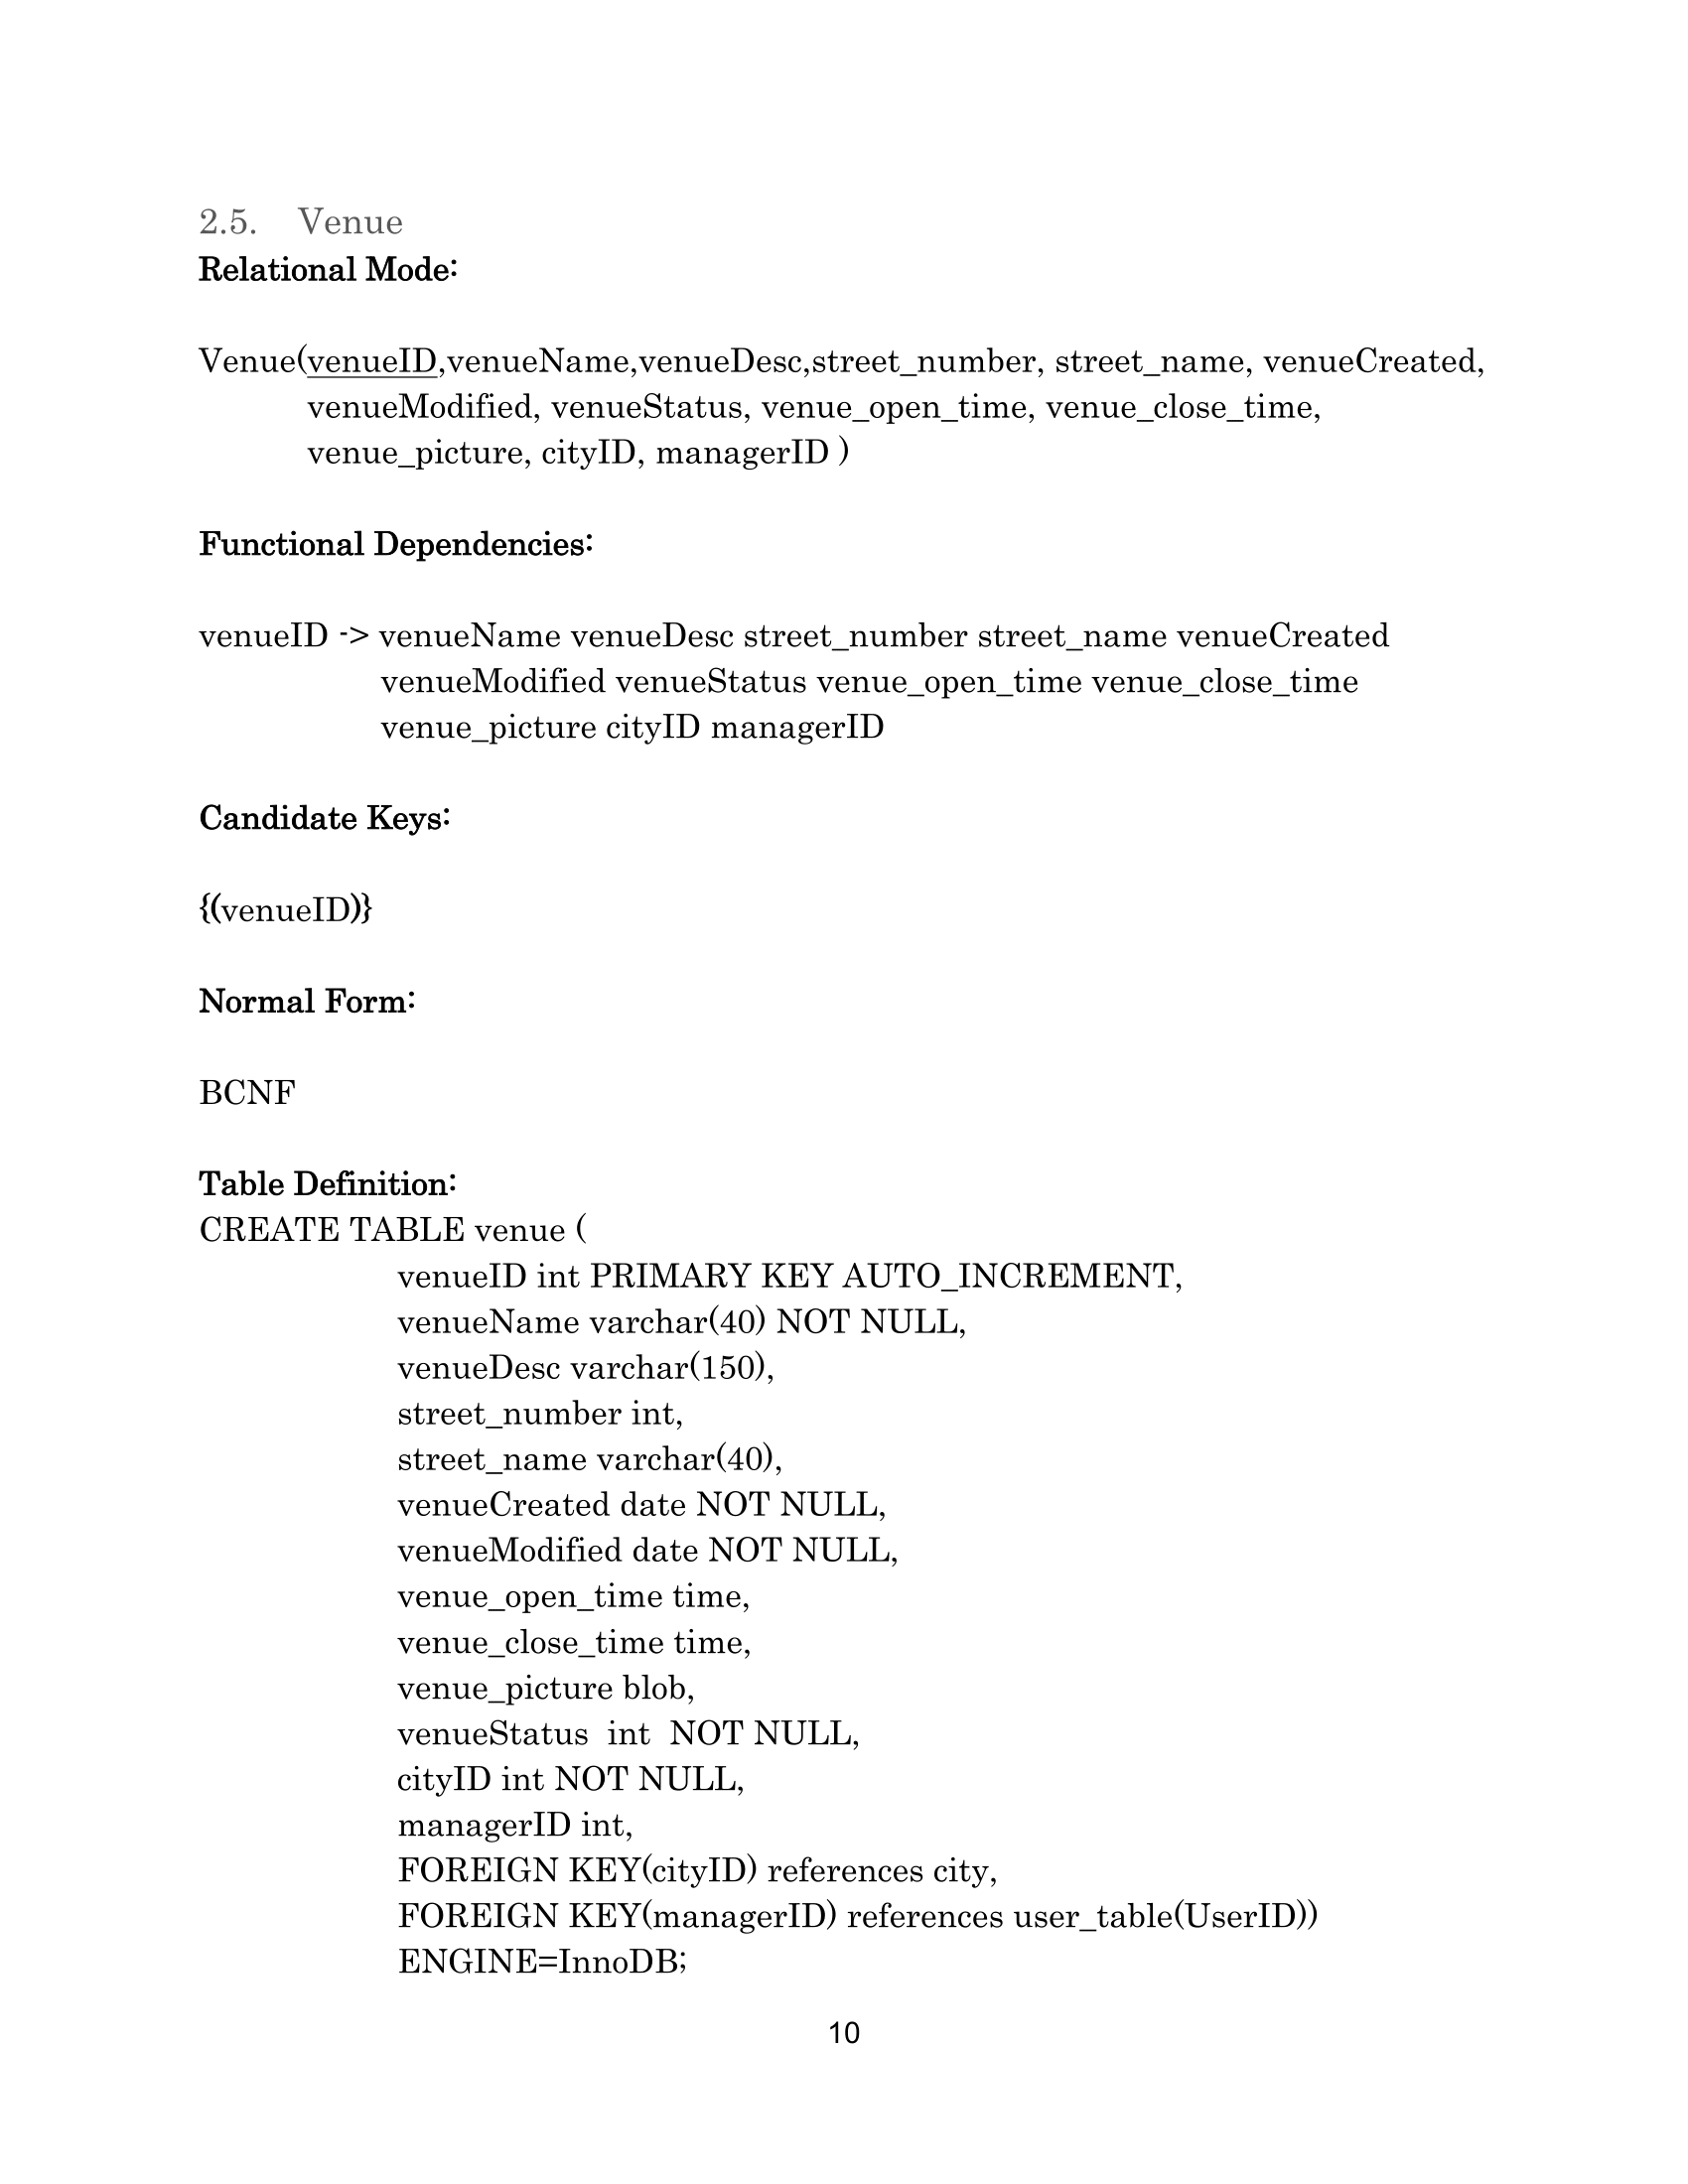 2.5. Venue
Relational Mode:
Venue(venueID,venueName,venueDesc,street_number, street_name, venueCreated,
venueModified, venueStatus, venue_open_time, venue_close_time,
venue_picture, cityID, managerID )
Functional Dependencies:
venueID -> venueName venueDesc street_number street_name venueCreated
venueModified venueStatus venue_open_time venue_close_time
venue_picture cityID managerID
Candidate Keys:
{(venueID)}
Normal Form:
BCNF
Table Definition:
CREATE TABLE venue (
venueID int PRIMARY KEY AUTO_INCREMENT,
venueName varchar(40) NOT NULL,
venueDesc varchar(150),
street_number int,
street_name varchar(40),
venueCreated date NOT NULL,
venueModified date NOT NULL,
venue_open_time time,
venue_close_time time,
venue_picture blob,
venueStatus  int  NOT NULL,
cityID int NOT NULL,
managerID int,
FOREIGN KEY(cityID) references city,
FOREIGN KEY(managerID) references user_table(UserID))
ENGINE=InnoDB;
10